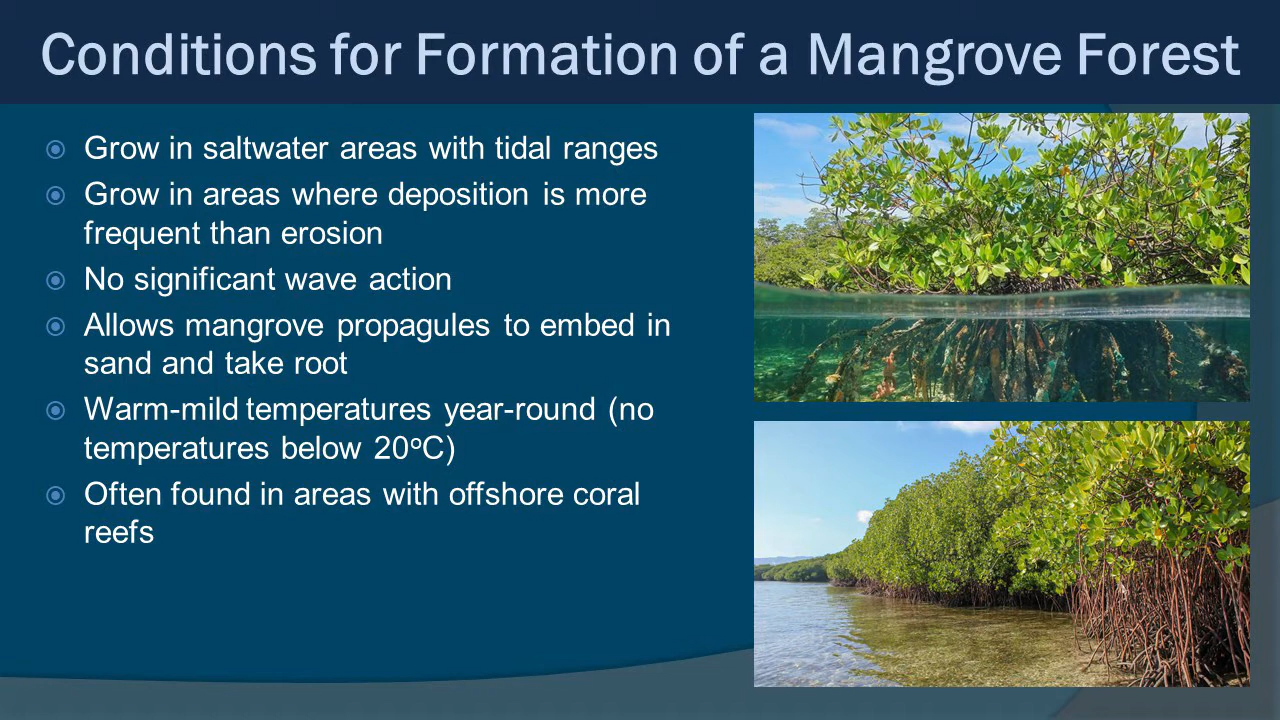 Conditions for Formation of a Mangrove Forest
Grow in saltwater areas with tidal ranges
Grow in areas where deposition is more
frequent than erosion
No significant wave action
Allows mangrove propagules to embed in
sand and take root
Warm-mild temperatures year-round (no
temperatures below 20°C)
Often found in areas with offshore coral
reefs